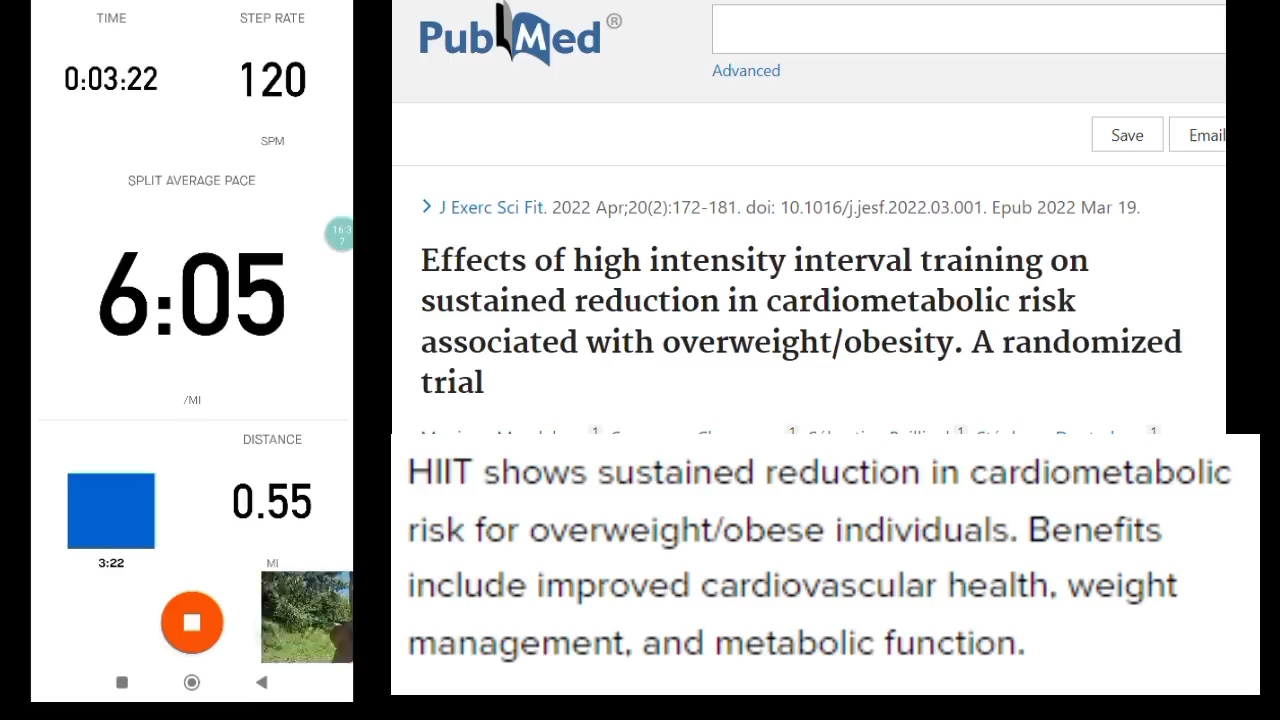 TIME
STEP RATE
0:03:22
120
SPM
SPLIT AVERAGE PACE
16:3
7
6:05
/MI
DISTANCE
0.55
3:22
MI
PubMed®
Advanced
Save
Email
J Exerc Sci Fit. 2022 Apr;20(2):172-181. doi: 10.1016/j.jesf.2022.03.001. Epub 2022 Mar 19.
Effects of high intensity interval training on
sustained reduction in cardiometabolic risk
associated with overweight/obesity. A randomized
trial
HIIT shows sustained reduction in cardiometabolic
risk for overweight/obese individuals. Benefits
include improved cardiovascular health, weight
management, and metabolic function.